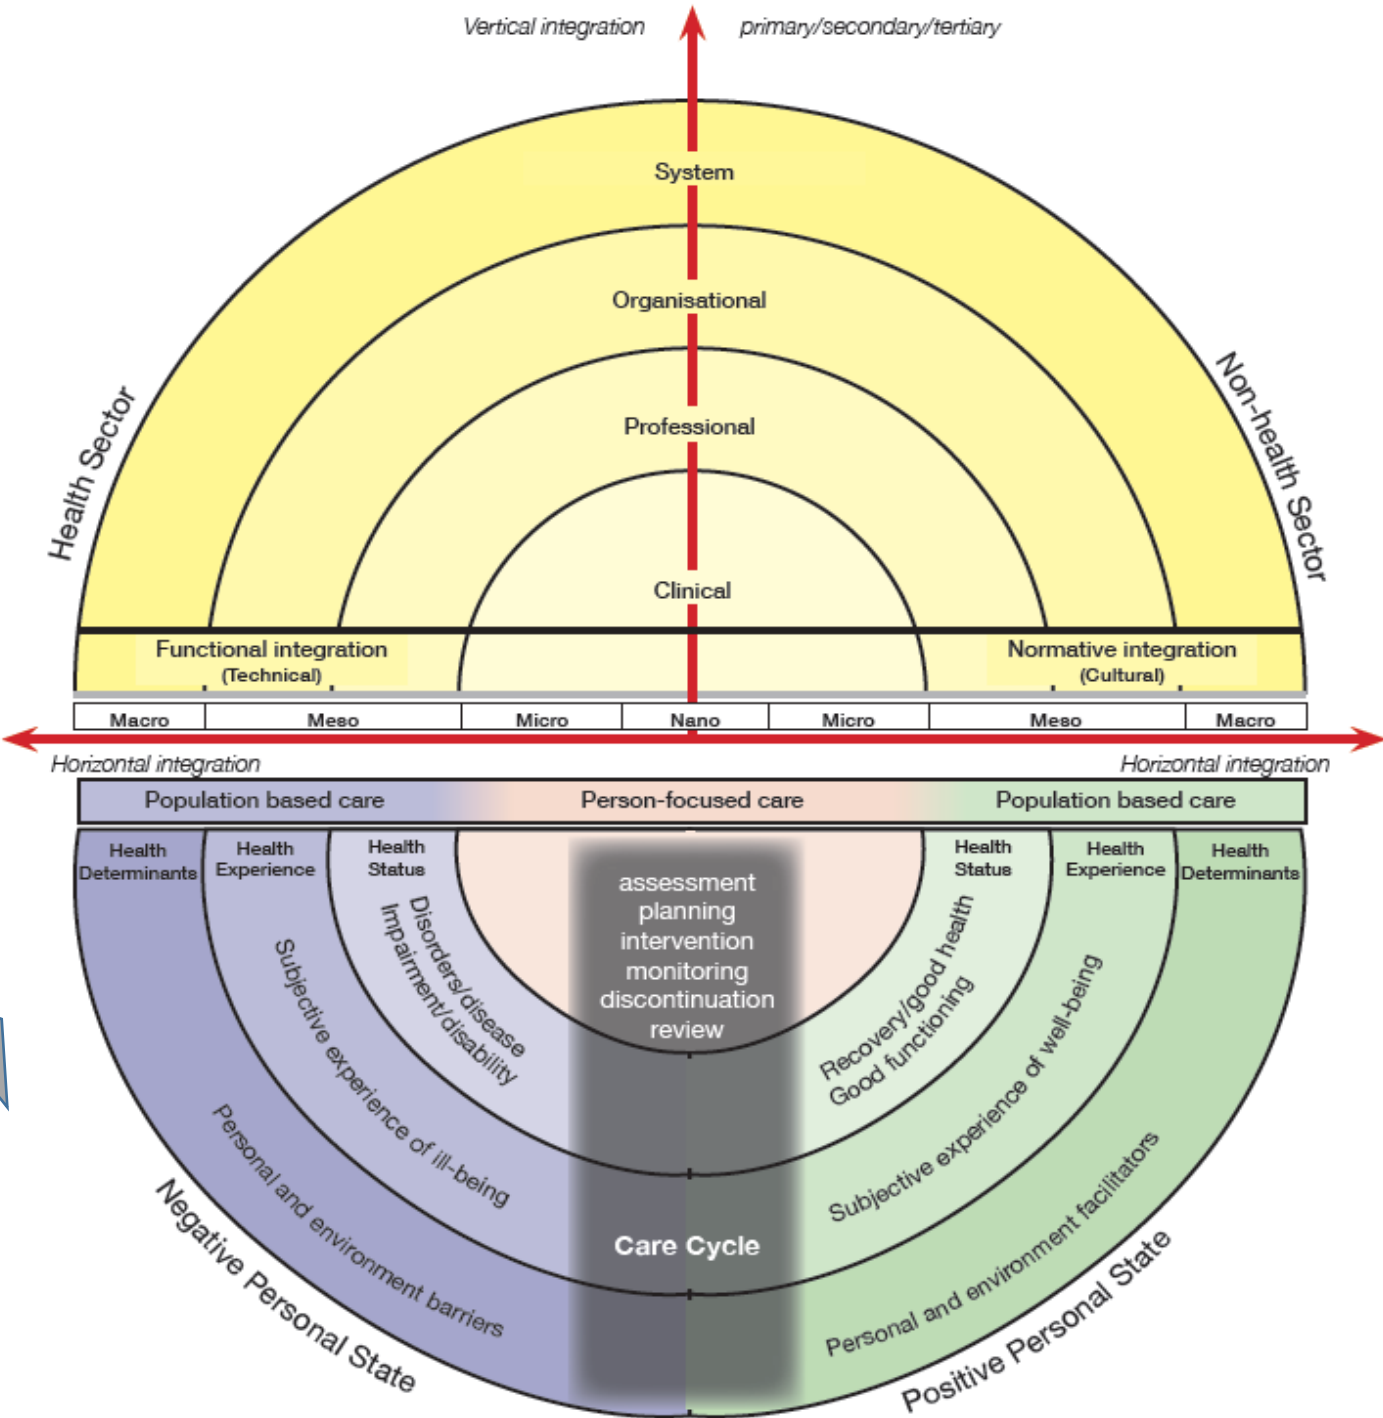 Vertical integration
primary/secondary/tertiary
System
Organisational
Professional
Clinical
Health Sector
Non-health Sector
Functional integration
(Technical)
Normative integration
(Cultural)
Macro
Meso
Micro
Nano
Micro
Meso
Macro
Horizontal integration
Horizontal integration
Population based care
Person-focused care
Population based care
Health
Determinants
Health
Experience
Health
Status
Health
Status
Health
Experience
Health
Determinants
assessment
planning
intervention
monitoring
discontinuation
review
Disorders/disease
Impairment/disability
Subjective experience of ill-being
Personal and environment barriers
Negative Personal State
Recovery/good health
Good functioning
Subjective experience of well-being
Personal and environment facilitators
Positive Personal State
Care Cycle